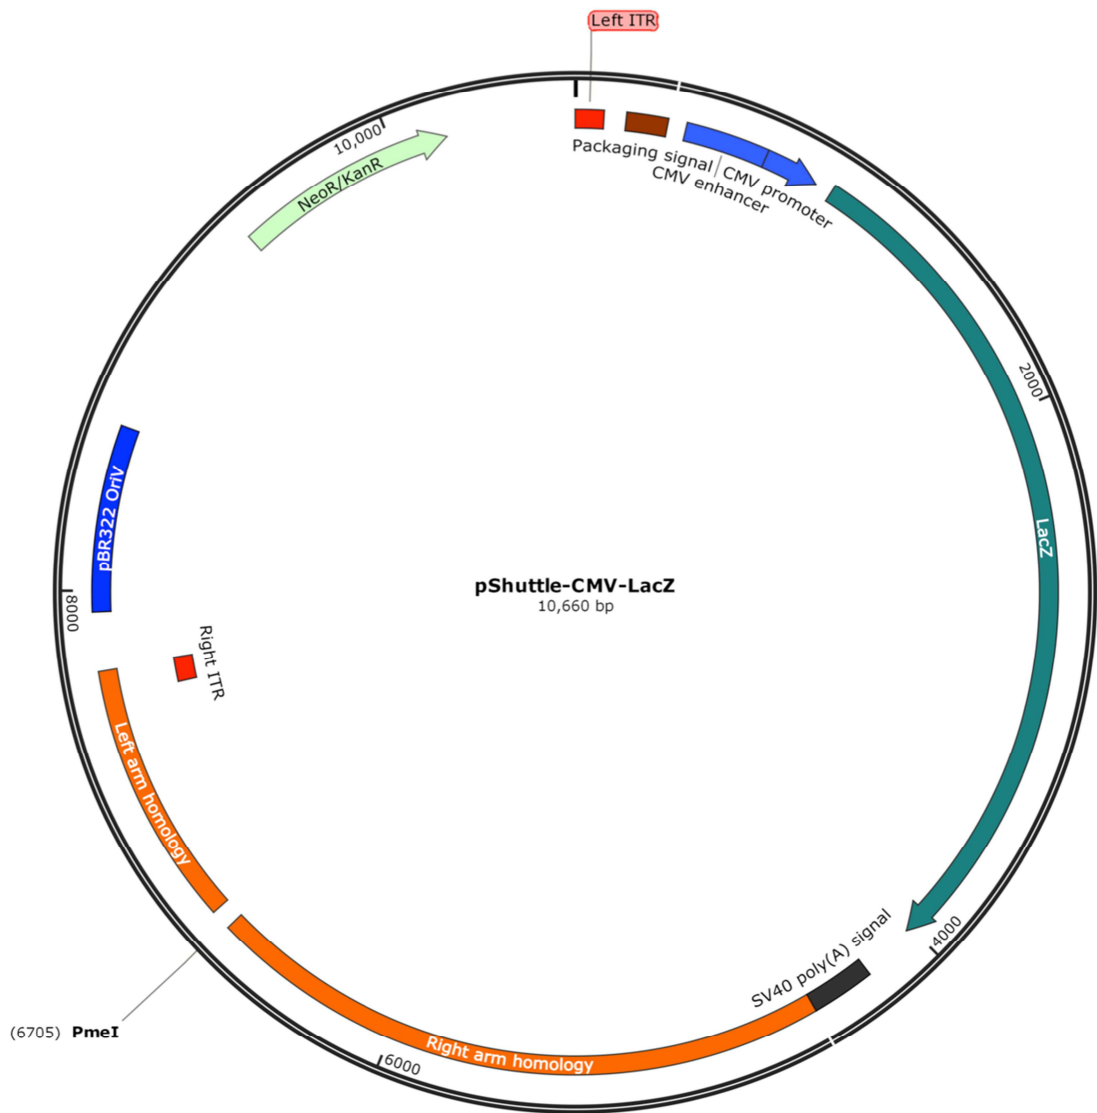 Left ITR
10,000
NeoR/KanR
Packaging signal
CMV enhancer
CMV promoter
2000
LacZ
pBR322 OriV
8000
pShuttle-CMV-LacZ
10,660 bp
Right ITR
Left arm homology
SV40 poly(A) signal
4000
(6705) PmeI
Right arm homology
6000